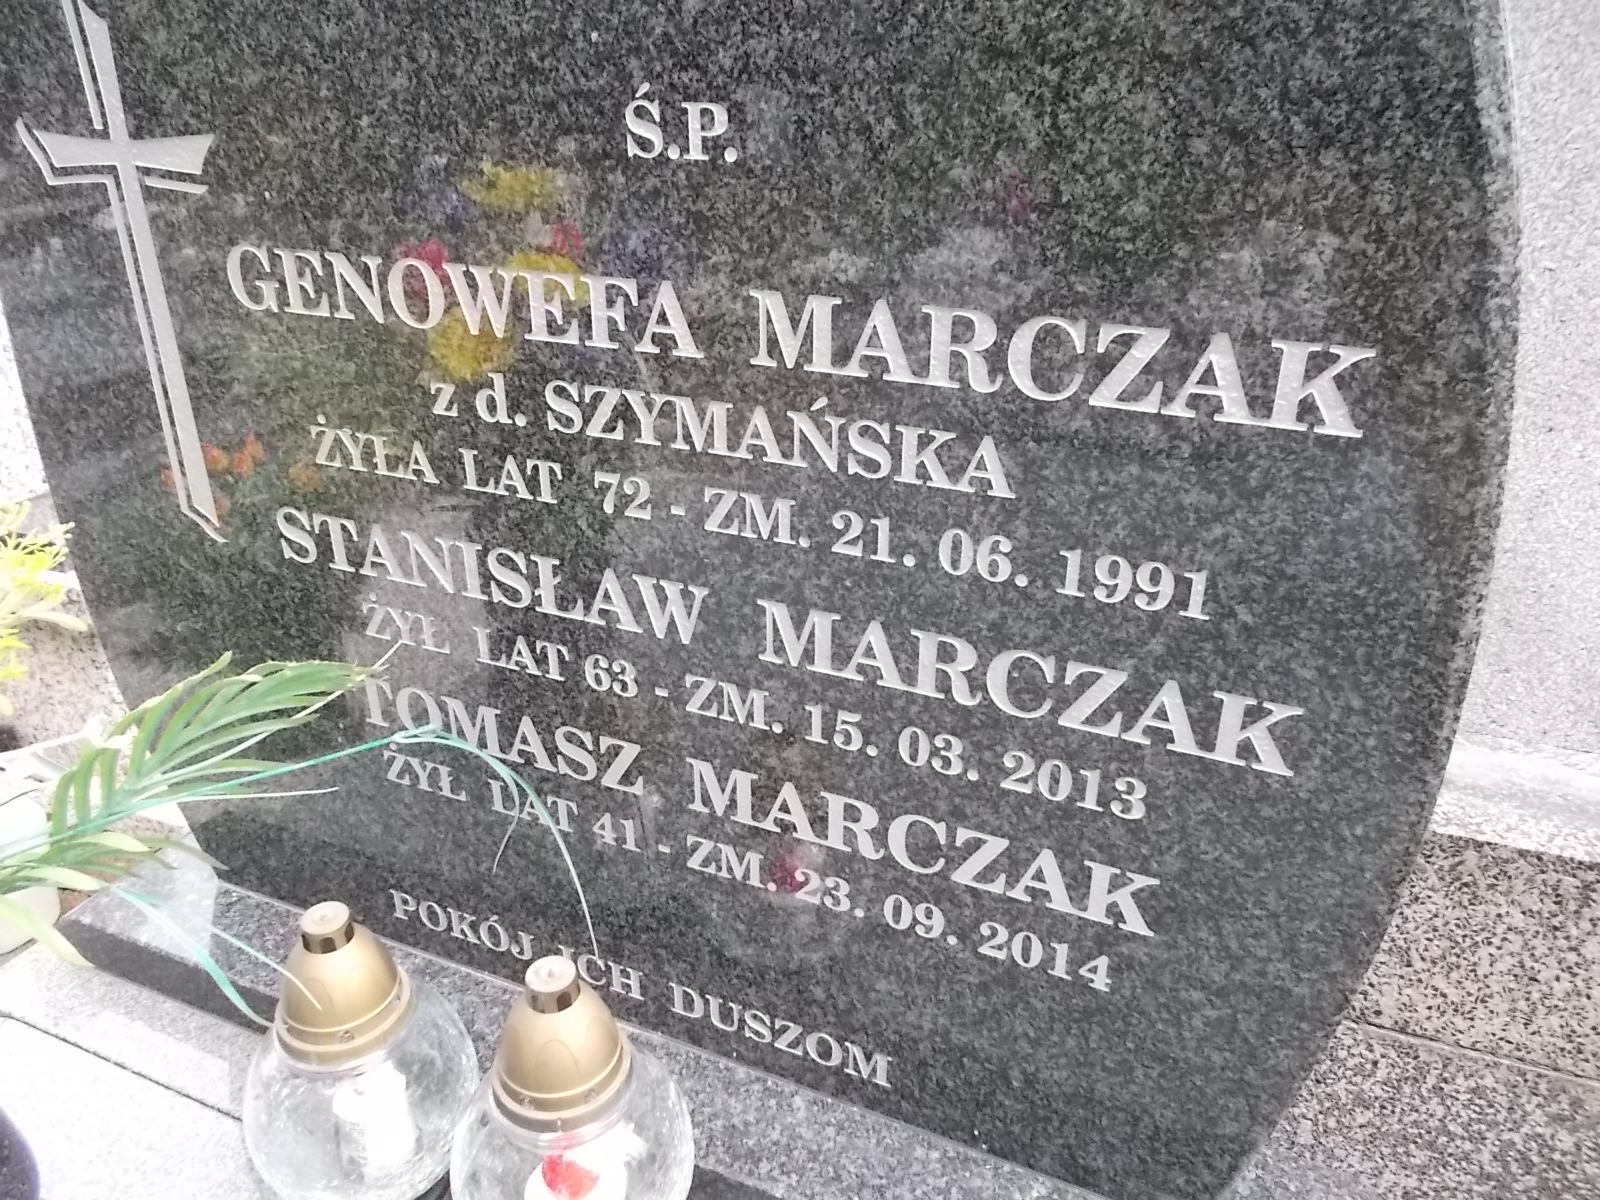 Ś.P.
GENOWEFA MARCZAK
z d. SZYMAŃSKA
ŻYŁA LAT 72 - ZM. 21. 06. 1991
STANISŁAW MARCZAK
ŻYŁ LAT 63 - ZM. 15. 03. 2013
TOMASZ MARCZAK
ŻYŁ LAT 41 - ZM. 23. 09. 2014
POKÓJ ICH DUSZOM